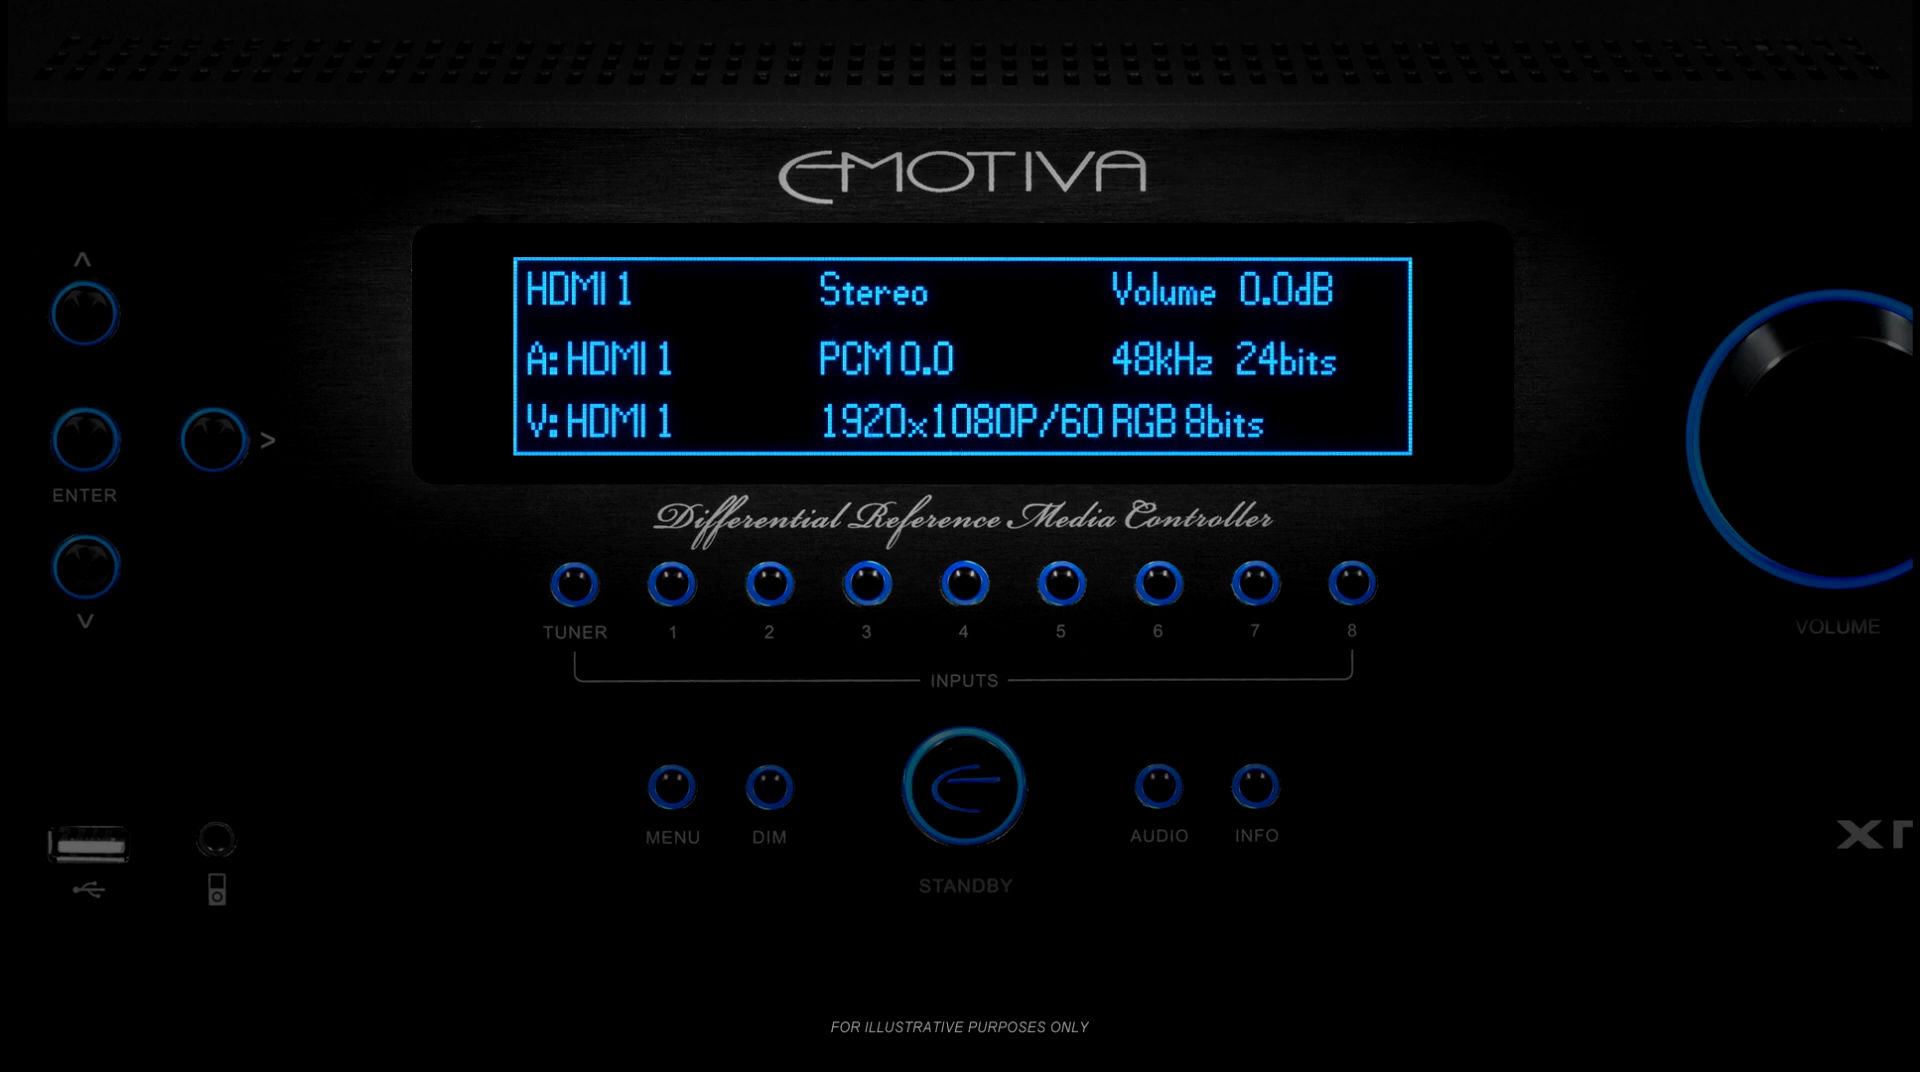 EMOTIVA
HDMI 1 Stereo Volume 0.0dB
A: HDMI 1 PCM 0.0 48kHz 24bits
V: HDMI 1 1920x1080P/60 RGB 8bits
Differential Reference Media Controller
ENTER
TUNER 1 2 3 4 5 6 7 8
VOLUME
INPUTS
MENU DIM AUDIO INFO
STANDBY
FOR ILLUSTRATIVE PURPOSES ONLY